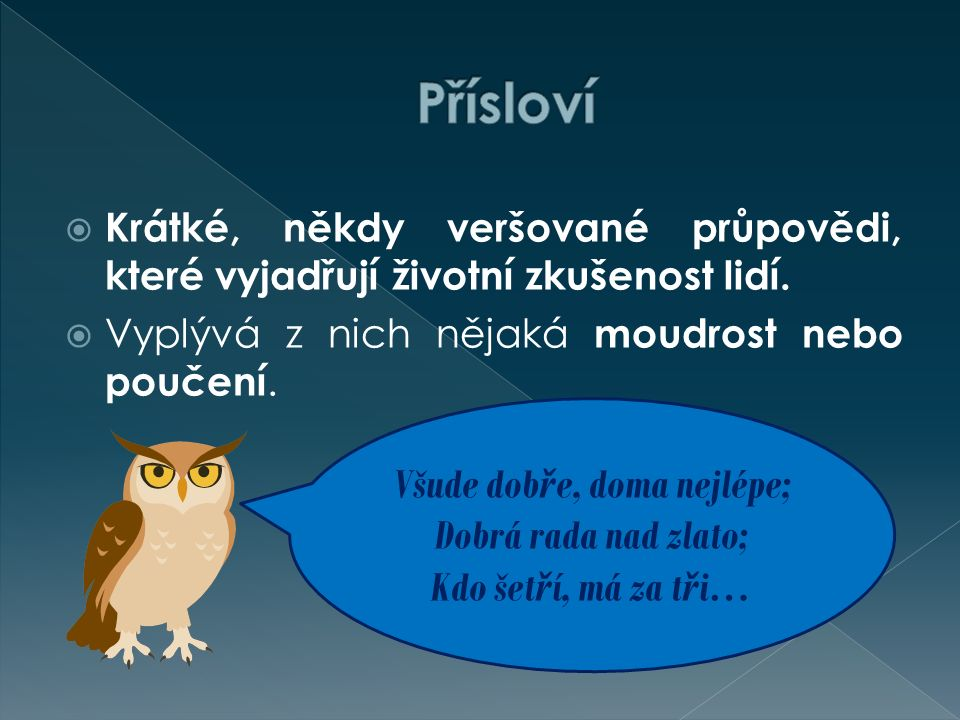 Přísloví
Krátké, někdy veršované průpovědi,
které vyjadřují životní zkušenost lidí.
Vyplývá z nich nějaká moudrost nebo
poučení.
Všude dobře, doma nejlépe;
Dobrá rada nad zlato;
Kdo šetří, má za tři…